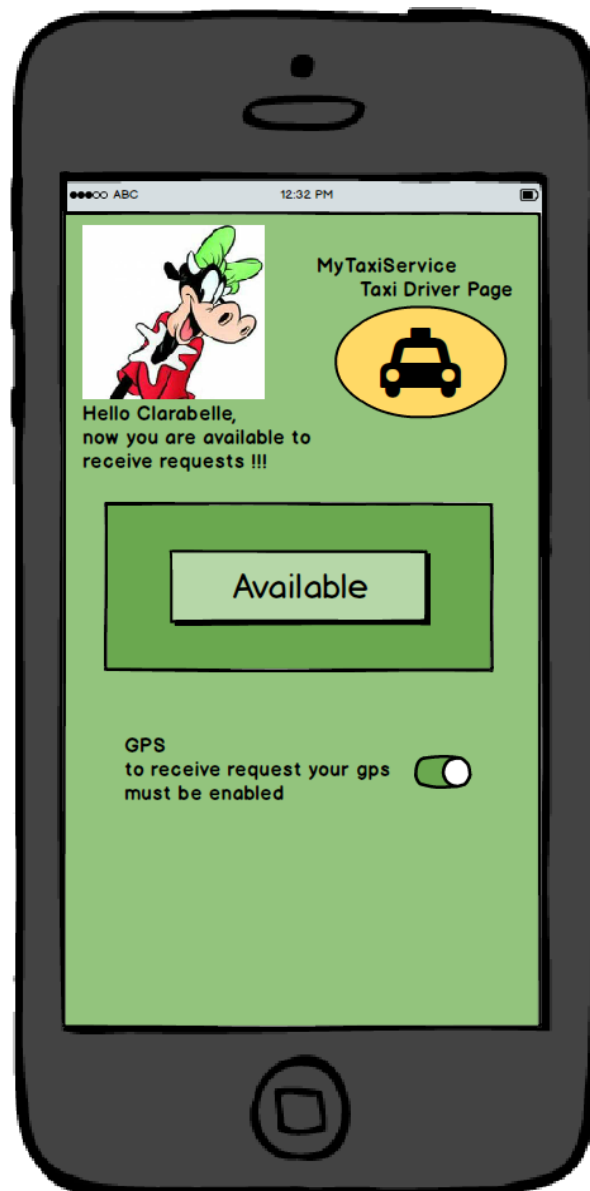 ABC
12:32 PM
MyTaxiService
Taxi Driver Page
Hello Clarabelle,
now you are available to
receive requests !!!
Available
GPS
to receive request your gps
must be enabled